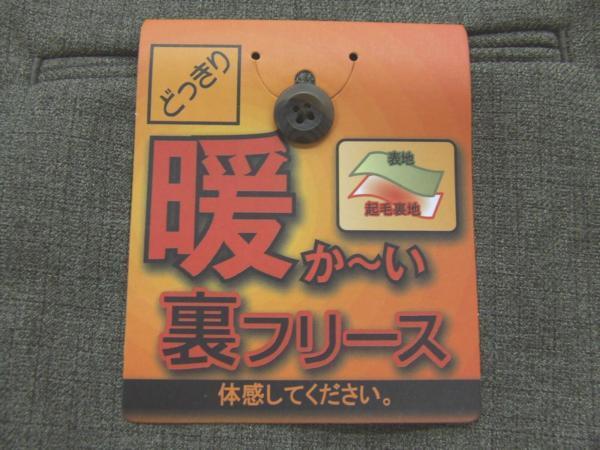 どっきり
表地
起毛裏地
暖か〜い
裏フリース
体感してください。